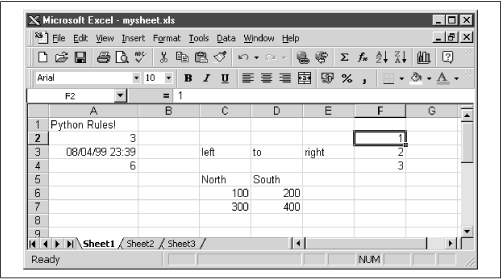 Microsoft Excel - mysheet.xls
File Edit View Insert Format Tools Data Window Help
Arial 10 B I U % ,
F2 = 1
A B C D E F G
1 Python Rules!
2 3 1
3 08/04/99 23:39 left to right 2
4 6 3
5 North South
6 100 200
7 300 400
8
9
Sheet1 Sheet2 Sheet3
Ready NUM